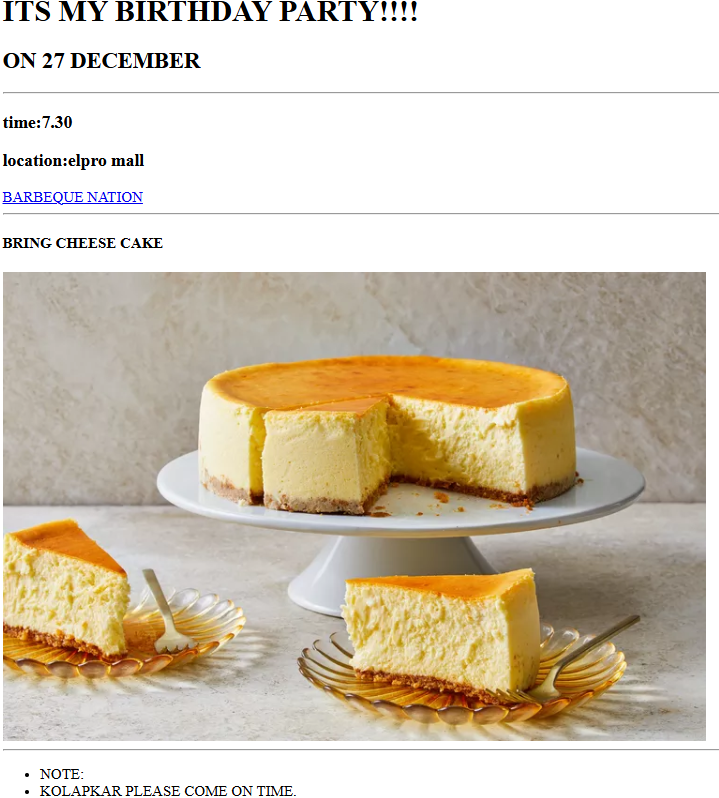 ITS MY BIRTHDAY PARTY!!!!
ON 27 DECEMBER
time:7.30
location:elpro mall
BARBEQUE NATION
BRING CHEESE CAKE
NOTE:
KOLAPKAR PLEASE COME ON TIME.